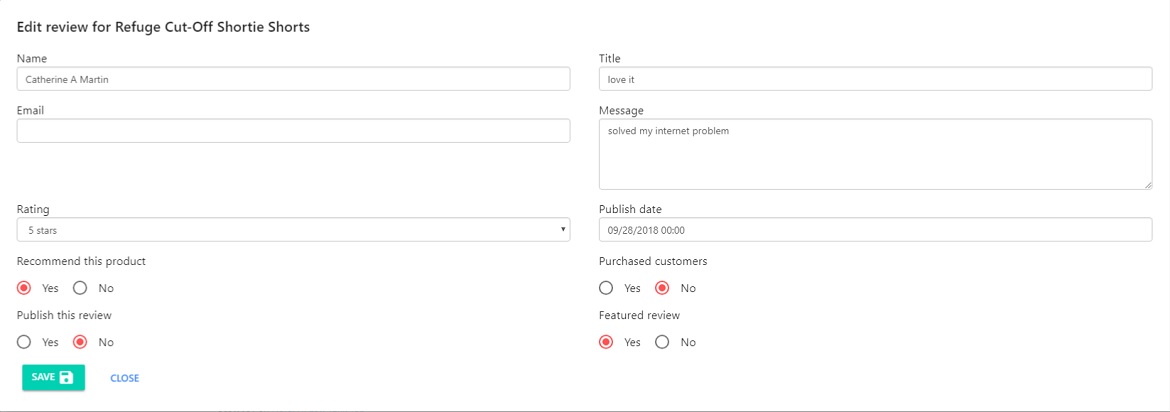 Edit review for Refuge Cut-Off Shortie Shorts
Name
Catherine A Martin
Title
love it
Email
Message
solved my internet problem
Rating
5 stars
Publish date
09/28/2018 00:00
Recommend this product
Yes No
Purchased customers
Yes No
Publish this review
Yes No
Featured review
Yes No
SAVE
CLOSE